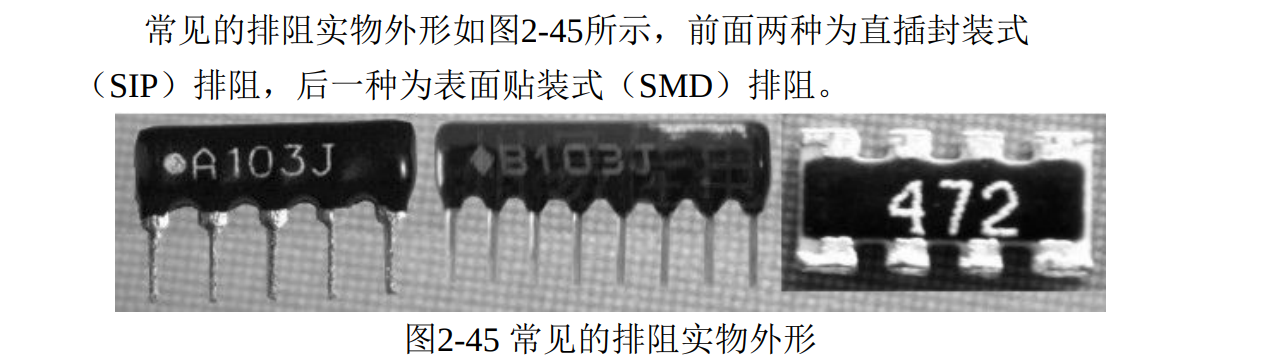 常见的排阻实物外形如图2-45所示，前面两种为直插封装式
（SIP）排阻，后一种为表面贴装式（SMD）排阻。
A103J
B103J
472
图2-45 常见的排阻实物外形